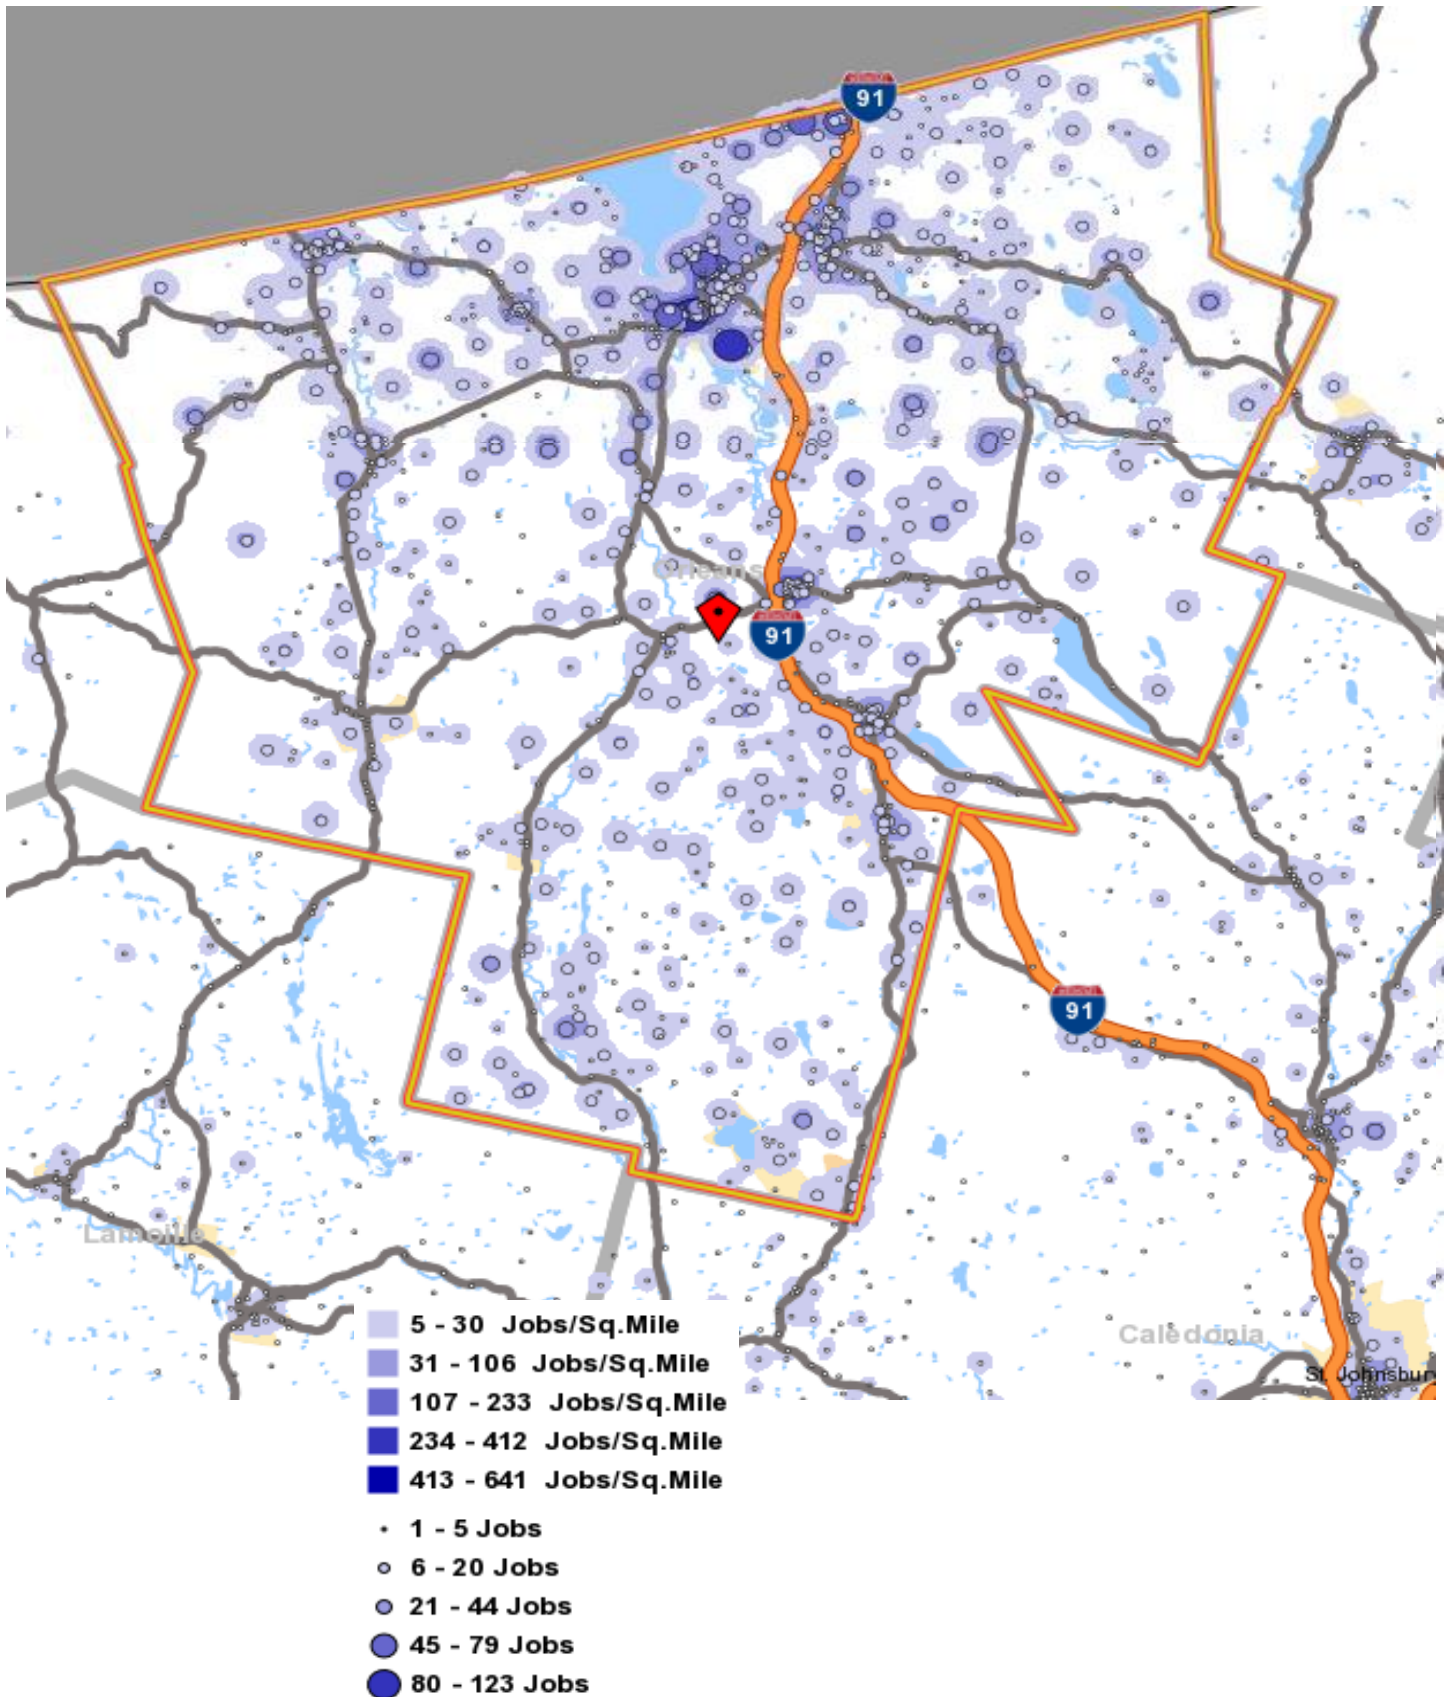 91
Orleans
91
91
Lamoille
Caledonia
St. Johnsbury
5 - 30 Jobs/Sq.Mile
31 - 106 Jobs/Sq.Mile
107 - 233 Jobs/Sq.Mile
234 - 412 Jobs/Sq.Mile
413 - 641 Jobs/Sq.Mile
1 - 5 Jobs
6 - 20 Jobs
21 - 44 Jobs
45 - 79 Jobs
80 - 123 Jobs